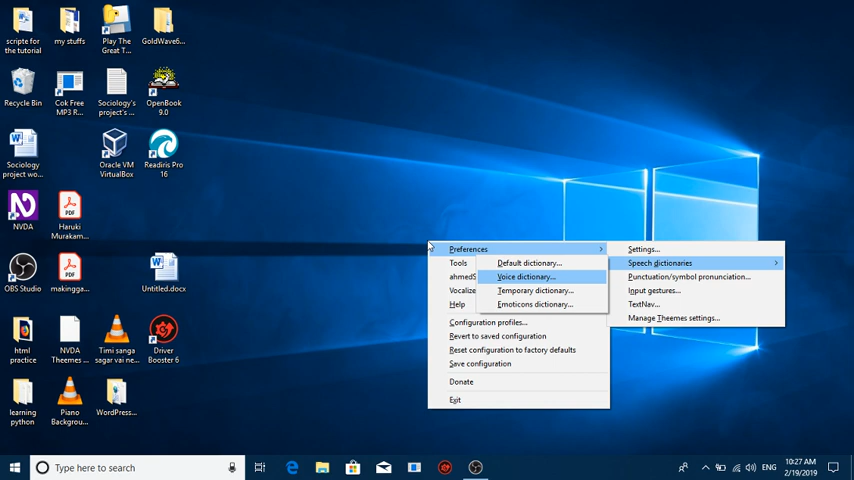 scripte for
the tutorial
my stuffs
Play The
Great T...
GoldWave6...
Recycle Bin
Cok Free
MP3 R...
Sociology's
project's ...
OpenBook
9.0
Sociology
project wo...
Oracle VM
VirtualBox
Readiris Pro
16
NVDA
Haruki
Murakam...
OBS Studio
makingga...
Untitled.docx
html
practice
NVDA
Theemes ...
Timi sanga
sagar vai ne...
Driver
Booster 6
learning
python
Piano
Backgrou...
WordPress...
Preferences
Tools
ahmedS
Vocalize
Help
Configuration profiles...
Revert to saved configuration
Reset configuration to factory defaults
Save configuration
Donate
Exit
Default dictionary...
Voice dictionary...
Temporary dictionary...
Emoticons dictionary...
Settings...
Speech dictionaries
Punctuation/symbol pronunciation...
Input gestures...
TextNav...
Manage Theemes settings...
Type here to search
ENG
10:27 AM
2/19/2019